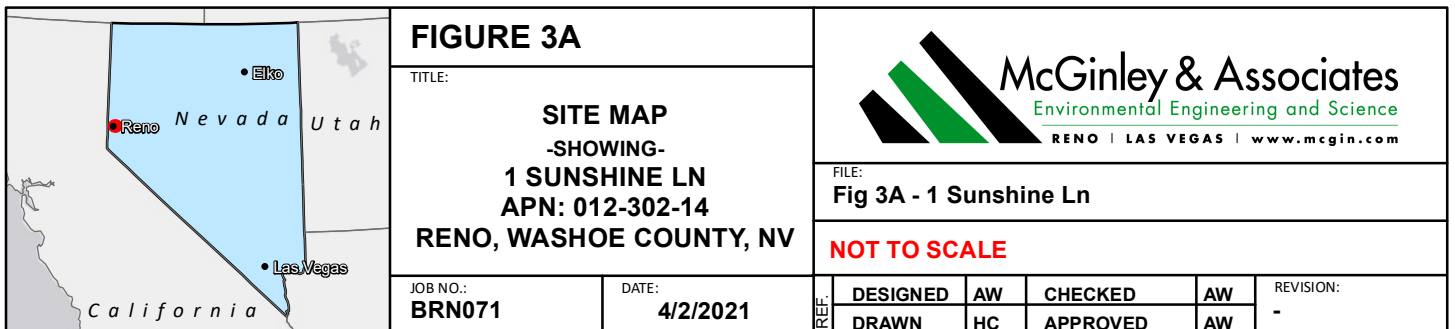 Elko
Reno
Nevada
Utah
Las Vegas
California
FIGURE 3A
TITLE:
SITE MAP
-SHOWING-
1 SUNSHINE LN
APN: 012-302-14
RENO, WASHOE COUNTY, NV
JOB NO.:
BRN071
DATE:
4/2/2021
McGinley & Associates
Environmental Engineering and Science
RENO | LAS VEGAS | www.mcgin.com
FILE:
Fig 3A - 1 Sunshine Ln
NOT TO SCALE
REF.
DESIGNED AW CHECKED AW
DRAWN HC APPROVED AW
REVISION:
-